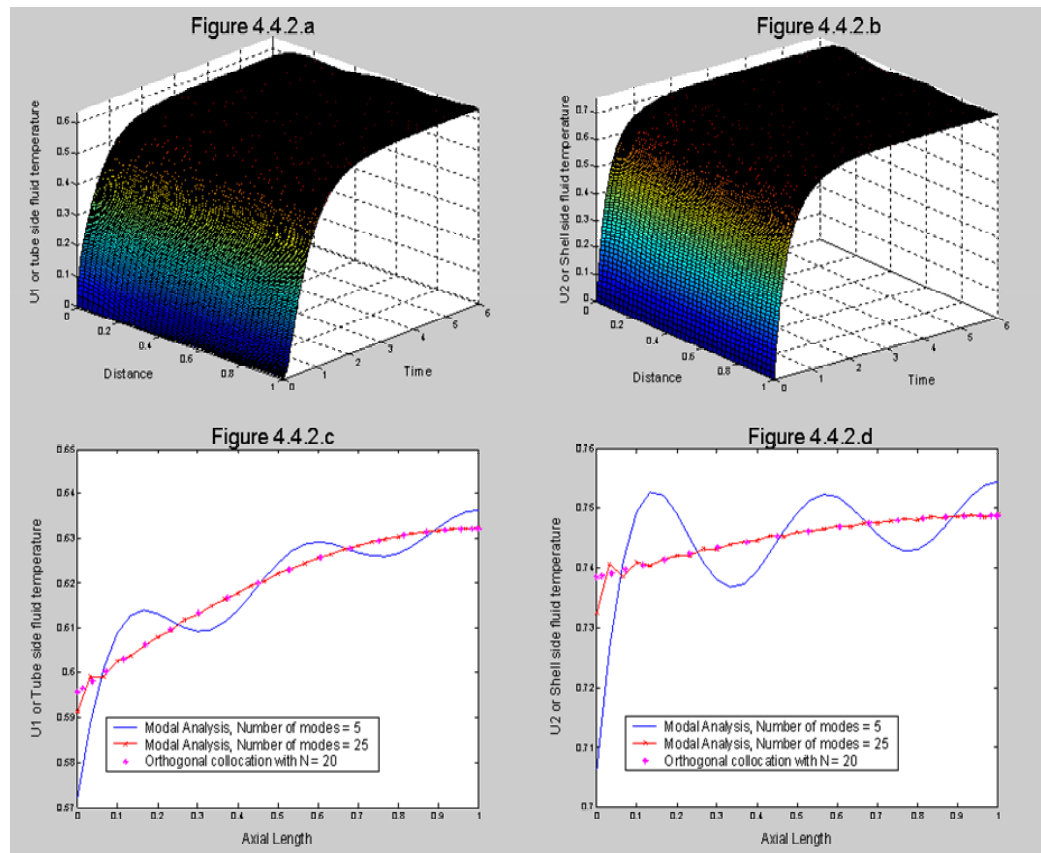 Figure 4.4.2.a
U1 or tube side fluid temperature
0.6
0.5
0.4
0.3
0.2
0.1
0
0
0.2
0.4
0.6
0.8
1
Distance
0
1
2
3
4
5
6
Time
Figure 4.4.2.b
U2 or Shell side fluid temperature
0.7
0.6
0.5
0.4
0.3
0.2
0.1
0
0
0.2
0.4
0.6
0.8
1
Distance
0
1
2
3
4
5
6
Time
Figure 4.4.2.c
U1 or Tube side fluid temperature
0.65
0.64
0.63
0.62
0.61
0.6
0.59
0.58
0.57
Modal Analysis, Number of modes = 5
Modal Analysis, Number of modes = 25
Orthogonal collocation with N = 20
0 0.1 0.2 0.3 0.4 0.5 0.6 0.7 0.8 0.9 1
Axial Length
Figure 4.4.2.d
U2 or Shell side fluid temperature
0.76
0.75
0.74
0.73
0.72
0.71
0.7
Modal Analysis, Number of modes = 5
Modal Analysis, Number of modes = 25
Orthogonal collocation with N= 20
0 0.1 0.2 0.3 0.4 0.5 0.6 0.7 0.8 0.9 1
Axial Length